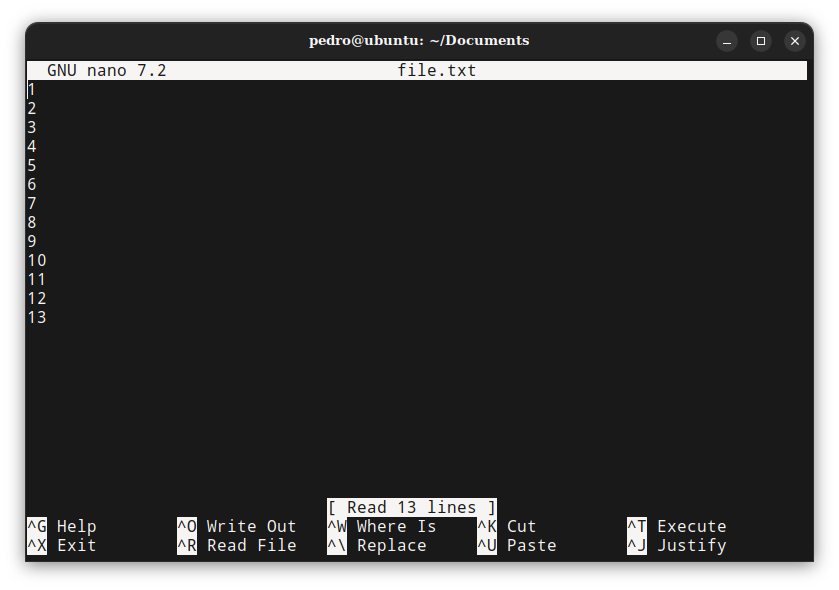 pedro@ubuntu: ~/Documents
GNU nano 7.2 file.txt
1
2
3
4
5
6
7
8
9
10
11
12
13
[ Read 13 lines ]
^G Help ^O Write Out ^W Where Is ^K Cut ^T Execute
^X Exit ^R Read File ^\ Replace ^U Paste ^J Justify